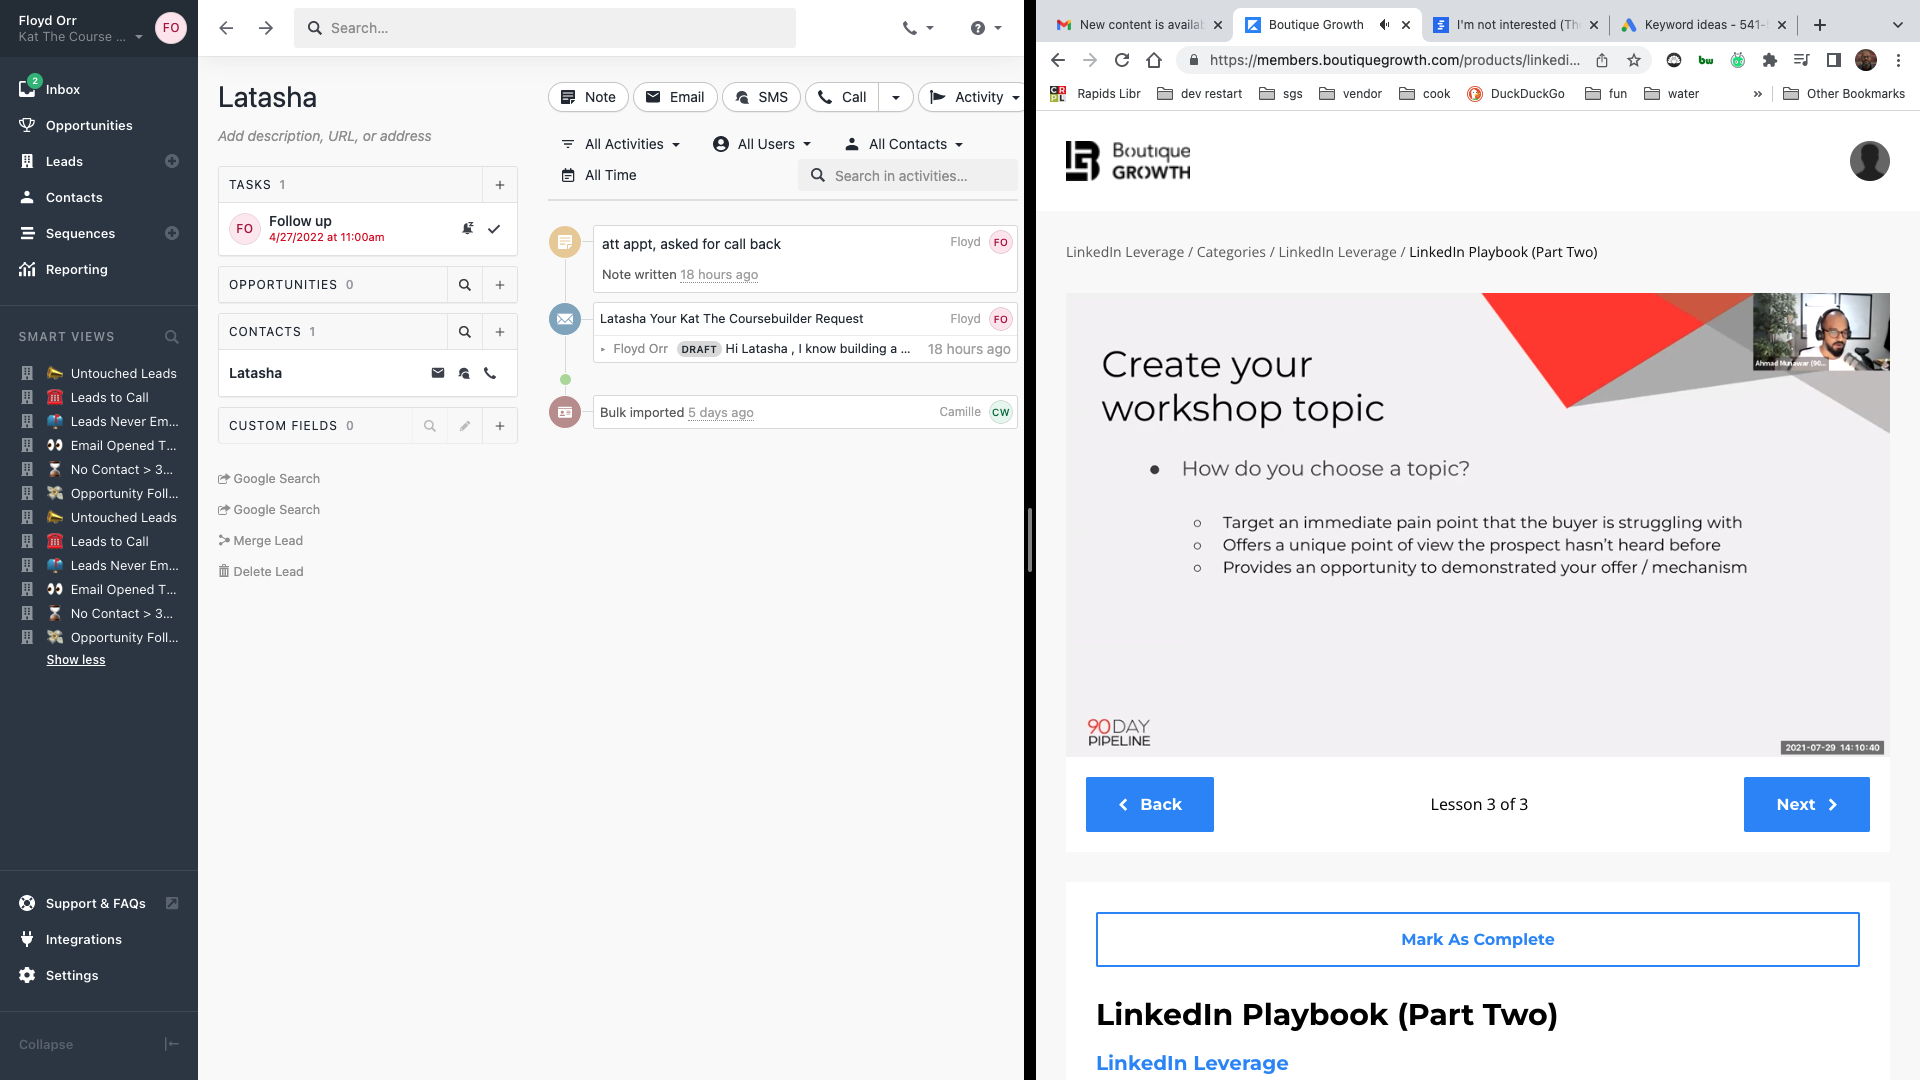 Floyd Orr
Kat The Course ...
FO
2
Inbox
Opportunities
Leads
Contacts
Sequences
Reporting
SMART VIEWS
Untouched Leads
Leads to Call
Leads Never Em...
Email Opened T...
No Contact > 3...
Opportunity Foll...
Untouched Leads
Leads to Call
Leads Never Em...
Email Opened T...
No Contact > 3...
Opportunity Foll...
Show less
Support & FAQs
Integrations
Settings
Collapse
Search...
Latasha
Add description, URL, or address
TASKS 1
FO
Follow up
4/27/2022 at 11:00am
OPPORTUNITIES 0
CONTACTS 1
Latasha
CUSTOM FIELDS 0
Google Search
Google Search
Merge Lead
Delete Lead
Note
Email
SMS
Call
Activity
All Activities
All Users
All Contacts
All Time
Search in activities...
att appt, asked for call back
Floyd FO
Note written 18 hours ago
Latasha Your Kat The Coursebuilder Request
Floyd FO
Floyd Orr DRAFT Hi Latasha , I know building a ... 18 hours ago
Bulk imported 5 days ago
Camille CW
New content is availab
Boutique Growth
I'm not interested (Th
Keyword ideas - 541-
https://members.boutiquegrowth.com/products/linkedi...
bw
CR PL Rapids Libr
dev restart
sgs
vendor
cook
DuckDuckGo
fun
water
»
Other Bookmarks
Boutique
GROWTH
LinkedIn Leverage / Categories / LinkedIn Leverage / LinkedIn Playbook (Part Two)
Ahmad Munawar (90...
Create your
workshop topic
● How do you choose a topic?
○ Target an immediate pain point that the buyer is struggling with
○ Offers a unique point of view the prospect hasn't heard before
○ Provides an opportunity to demonstrated your offer / mechanism
90 DAY
PIPELINE
2021-07-29 14:10:40
Back
Lesson 3 of 3
Next
Mark As Complete
LinkedIn Playbook (Part Two)
LinkedIn Leverage